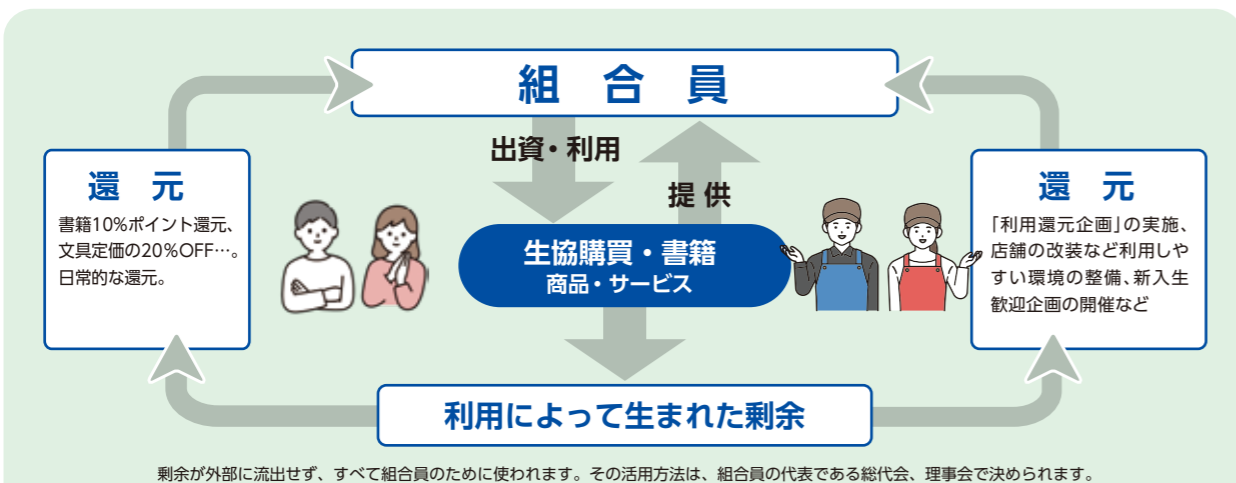 組合員
出資・利用
提供
還元
書籍10%ポイント還元、
文具定価の20%OFF…。
日常的な還元。
生協購買・書籍
商品・サービス
還元
「利用還元企画」の実施、
店舗の改装など利用しや
すい環境の整備、新入生
歓迎企画の開催など
利用によって生まれた剰余
剰余が外部に流出せず、すべて組合員のために使われます。その活用方法は、組合員の代表である総代会、理事会で決められます。